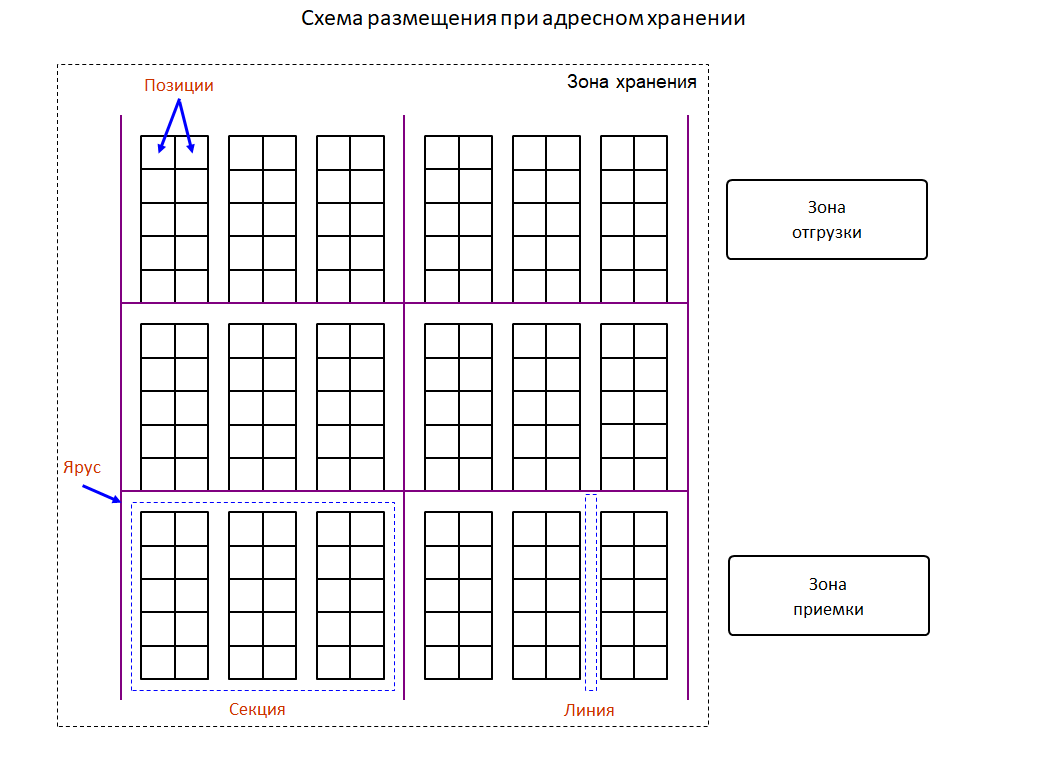 Схема размещения при адресном хранении
Зона хранения
Позиции
Зона
отгрузки
Ярус
Зона
приемки
Секция
Линия